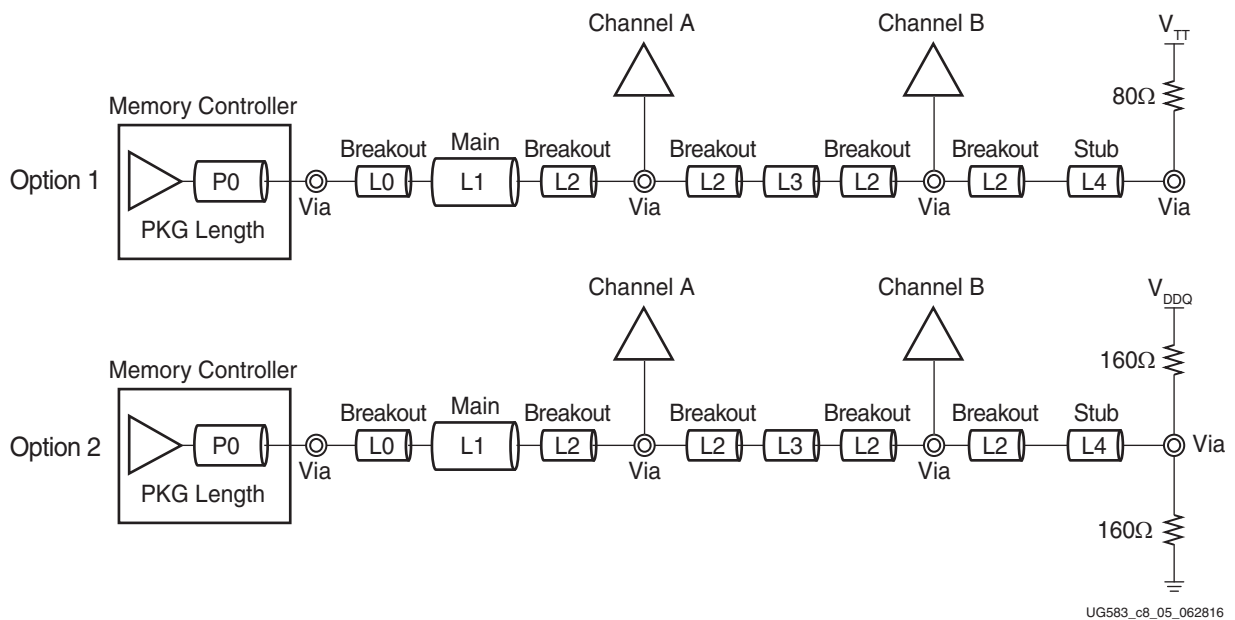 Channel A
Channel B
V_TT
80Ω
Memory Controller
Breakout
Main
Breakout
Breakout
Breakout
Breakout
Stub
Option 1
P0
L0
L1
L2
L2
L3
L2
L2
L4
Via
Via
Via
Via
PKG Length
Channel A
Channel B
V_DDQ
160Ω
Memory Controller
Breakout
Main
Breakout
Breakout
Breakout
Breakout
Stub
Option 2
P0
L0
L1
L2
L2
L3
L2
L2
L4
Via
Via
Via
Via
PKG Length
160Ω
UG583_c8_05_062816